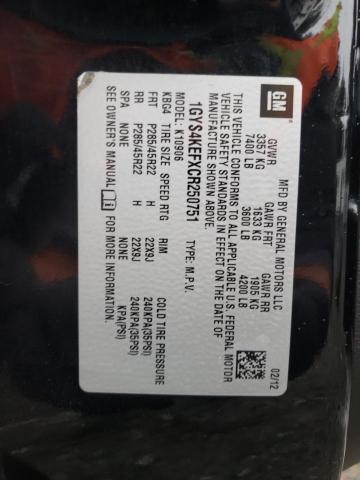 GM
MFD BY GENERAL MOTORS LLC 02/12
GVWR GAWR FRT GAWR RR
3357 KG 1633 KG 1905 KG
7400 LB 3600 LB 4200 LB
THIS VEHICLE CONFORMS TO ALL APPLICABLE U.S. FEDERAL MOTOR
VEHICLE SAFETY STANDARDS IN EFFECT ON THE DATE OF
MANUFACTURE SHOWN ABOVE.
1GYS4KEFXCR250751 TYPE: M.P.V.
MODEL: K10906
KBG4 TIRE SIZE SPEED RTG RIM COLD TIRE PRESSURE
FRT P285/45R22 H 22X9J 240KPA(35PSI)
RR P285/45R22 H 22X9J 240KPA(35PSI)
SPA NONE NONE KPA(PSI)
SEE OWNER'S MANUAL FOR MORE INFORMATION.